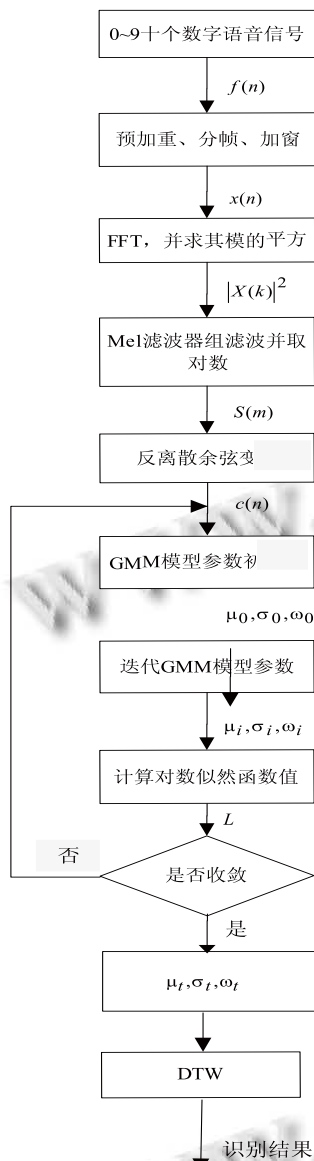 0~9十个数字语音信号
f(n)
预加重、分帧、加窗
x(n)
FFT，并求其模的平方
|X(k)|²
Mel滤波器组滤波并取
对数
S(m)
反离散余弦变
c(n)
GMM模型参数初
μ₀,σ₀,ω₀
迭代GMM模型参数
μᵢ,σᵢ,ωᵢ
计算对数似然函数值
L
否
是否收敛
是
μₜ,σₜ,ωₜ
DTW
识别结果